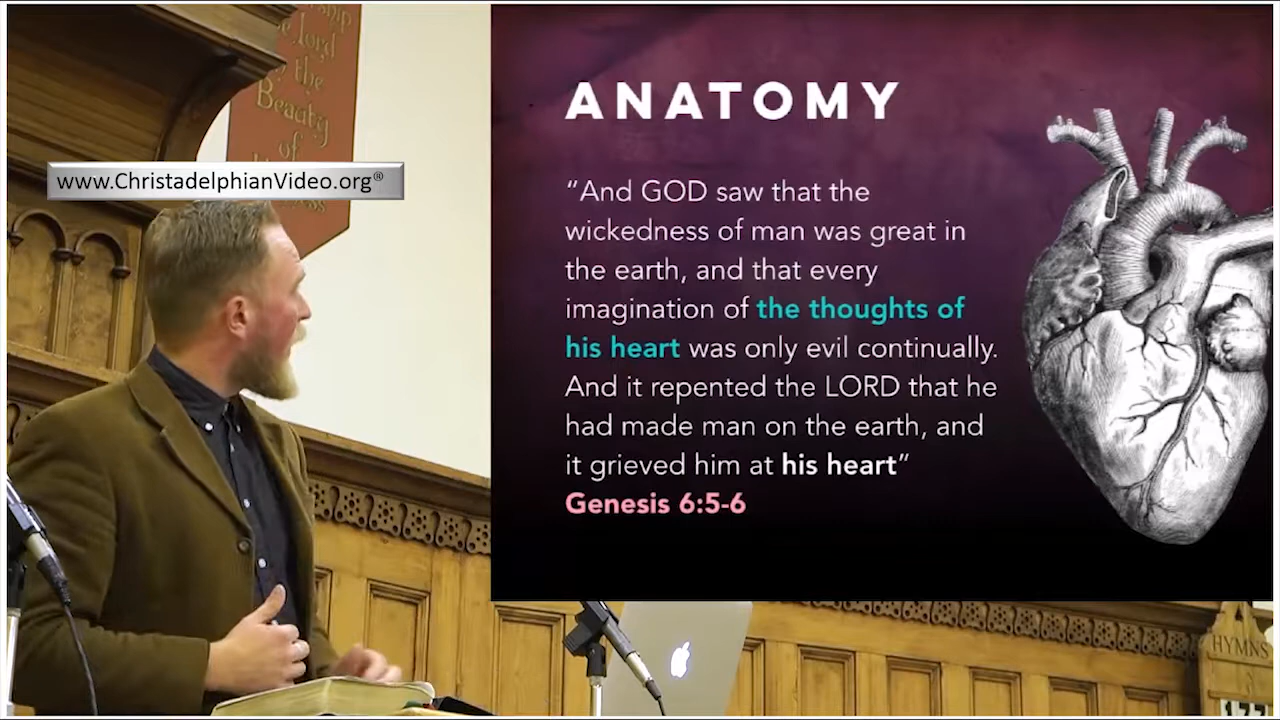 the
Beauty
of
www.ChristadelphianVideo.org®
ANATOMY
“And GOD saw that the
wickedness of man was great in
the earth, and that every
imagination of the thoughts of
his heart was only evil continually.
And it repented the LORD that he
had made man on the earth, and
it grieved him at his heart”
Genesis 6:5-6
HYMNS